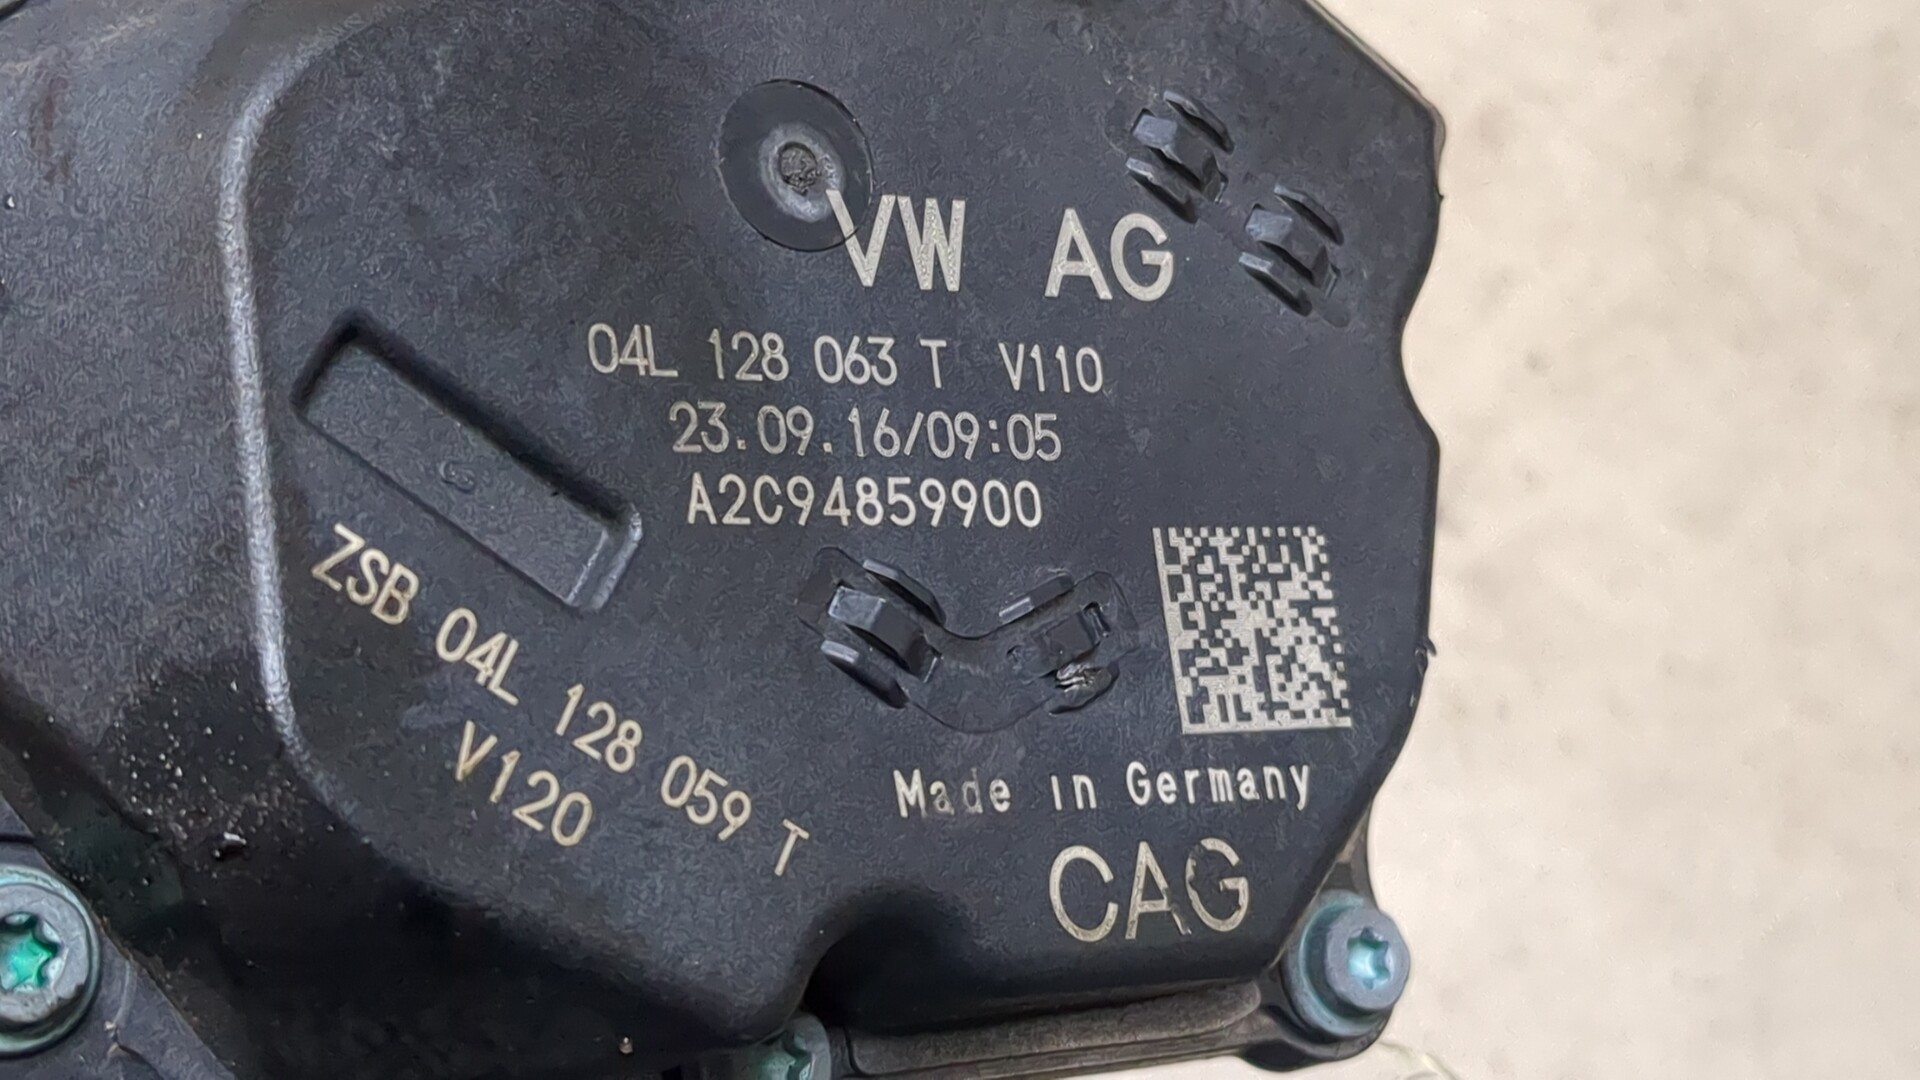 VW AG
04L 128 063 T V110
23.09.16/09:05
A2C94859900
ZSB 04L 128 059 T
V120
Made in Germany
CAG